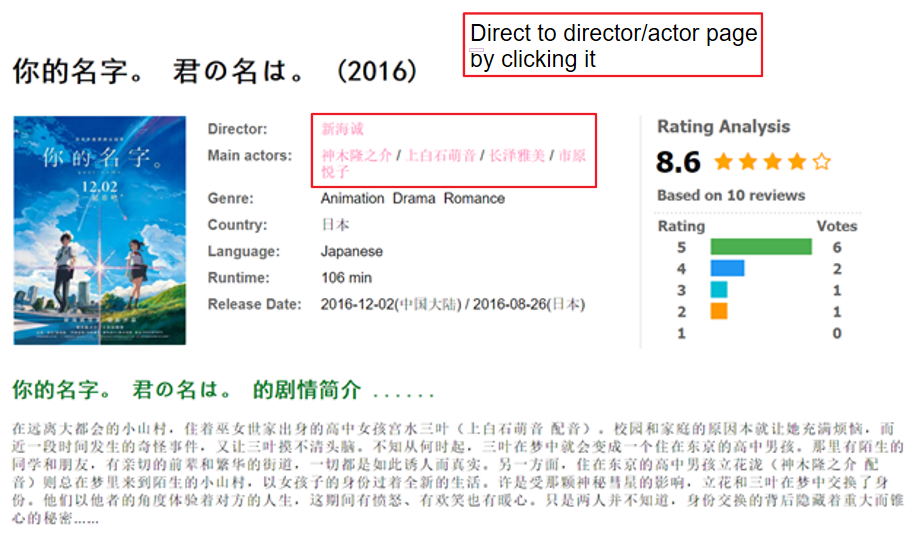 Direct to director/actor page
by clicking it
你的名字。 君の名は。 (2016)
你的名字。
12.02
Director: 新海诚
Main actors: 神木隆之介 / 上白石萌音 / 长泽雅美 / 市原
悦子
Genre: Animation Drama Romance
Country: 日本
Language: Japanese
Runtime: 106 min
Release Date: 2016-12-02(中国大陆) / 2016-08-26(日本)
Rating Analysis
8.6
Based on 10 reviews
Rating Votes
5 6
4 2
3 1
2 1
1 0
你的名字。 君の名は。 的剧情简介 ......
在远离大都会的小山村，住着巫女世家出身的高中女孩宫水三叶（上白石萌音 配音）。校园和家庭的原因本就让她充满烦恼，而
近一段时间发生的奇怪事件，又让三叶摸不清头脑。不知从何时起，三叶在梦中就会变成一个住在东京的高中男孩。那里有陌生的
同学和朋友，有亲切的前辈和繁华的街道，一切都是如此诱人而真实。另一方面，住在东京的高中男孩立花泷（神木隆之介 配
音）则总在梦里来到陌生的小山村，以女孩子的身份过着全新的生活。许是受那颗神秘彗星的影响，立花和三叶在梦中交换了身
份。他们以他者的角度体验着对方的人生，这期间有愤怒、有欢笑也有暖心。只是两人并不知道，身份交换的背后隐藏着重大而锥
心的秘密……